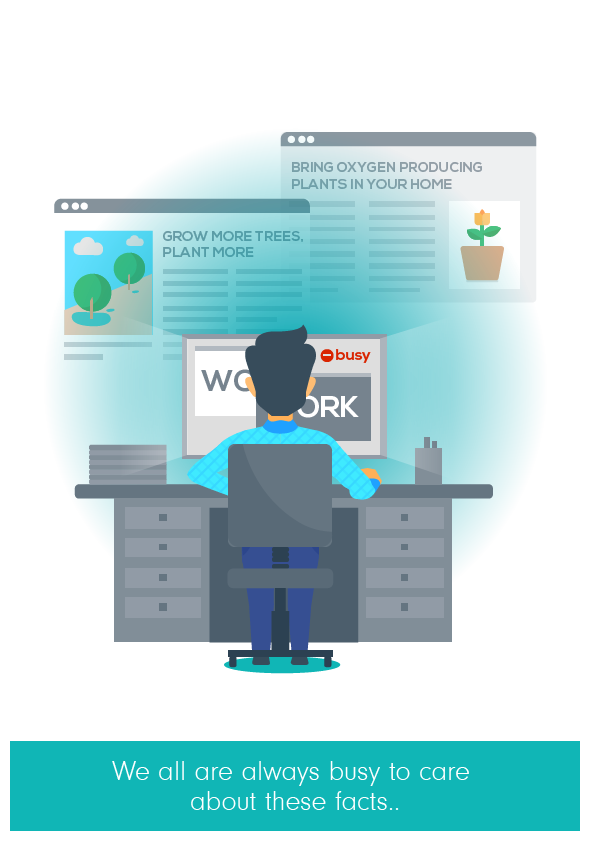 BRING OXYGEN PRODUCING
PLANTS IN YOUR HOME
GROW MORE TREES,
PLANT MORE
busy
WO
ORK
We all are always busy to care
about these facts..